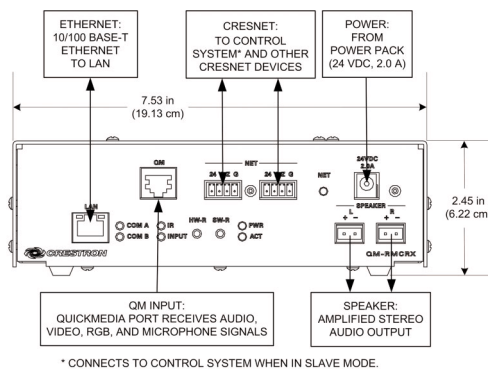 ETHERNET:
10/100 BASE-T
ETHERNET
TO LAN
CRESNET:
TO CONTROL
SYSTEM* AND OTHER
CRESNET DEVICES
POWER:
FROM
POWER PACK
(24 VDC, 2.0 A)
7.53 in
(19.13 cm)
2.45 in
(6.22 cm
QM
NET
24 Y Z G
24 Y Z G
NET
24VDC
2.0A
LAN
COM A
COM B
IR
INPUT
HW-R
SW-R
PWR
ACT
SPEAKER
L
R
+ -
+ -
CRESTRON
QM-RMCRX
QM INPUT:
QUICKMEDIA PORT RECEIVES AUDIO,
VIDEO, RGB, AND MICROPHONE SIGNALS
SPEAKER:
AMPLIFIED STEREO
AUDIO OUTPUT
* CONNECTS TO CONTROL SYSTEM WHEN IN SLAVE MODE.